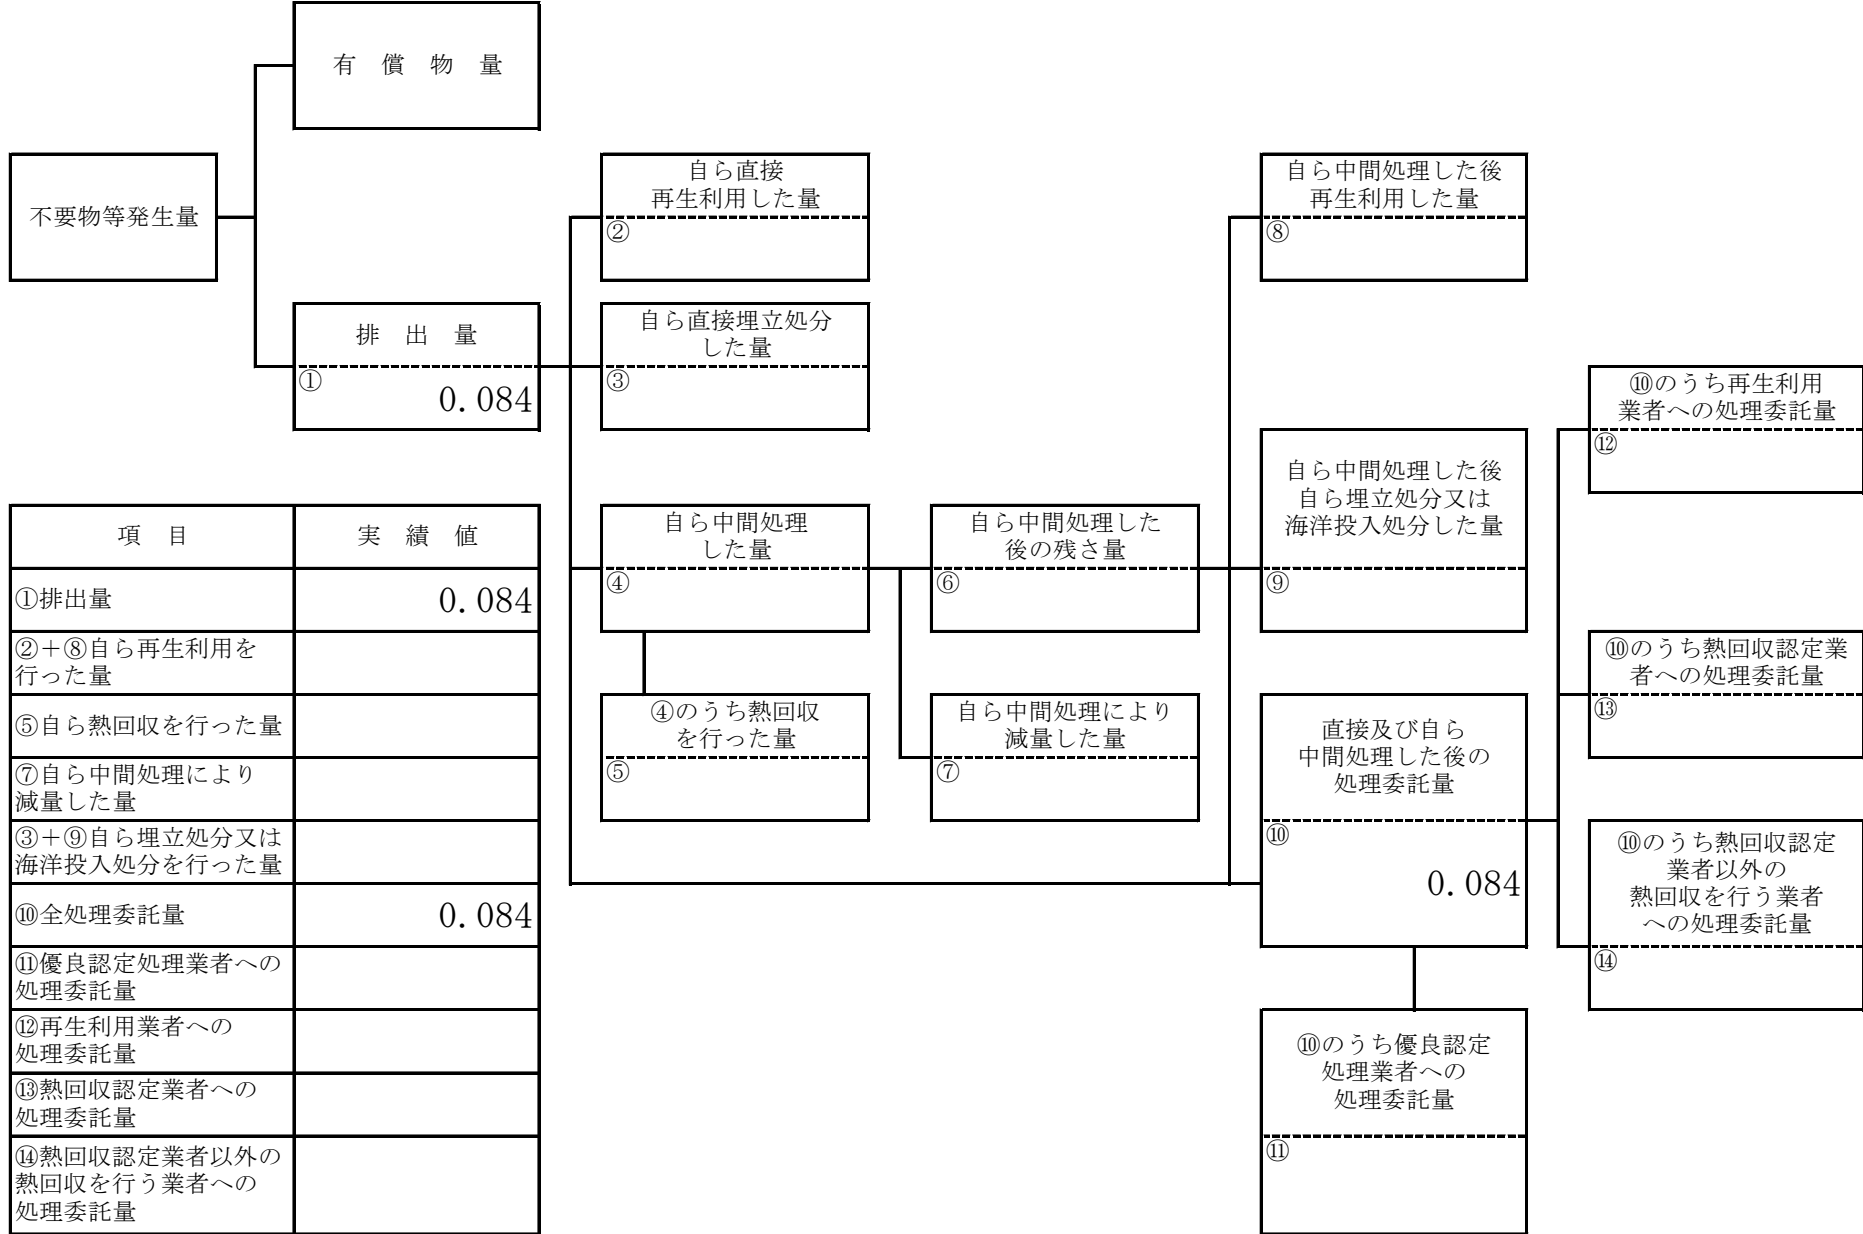 有　償　物　量
不要物等発生量
自ら直接
再生利用した量
②
自ら中間処理した後
再生利用した量
⑧
排　出　量
①
0.084
自ら直接埋立処分
した量
③
⑩のうち再生利用
業者への処理委託量
⑫
自ら中間処理した後
自ら埋立処分又は
海洋投入処分した量
⑨
自ら中間処理
した量
④
自ら中間処理した
後の残さ量
⑥
④のうち熱回収
を行った量
⑤
自ら中間処理により
減量した量
⑦
⑩のうち熱回収認定業
者への処理委託量
⑬
直接及び自ら
中間処理した後の
処理委託量
⑩
0.084
⑩のうち熱回収認定
業者以外の
熱回収を行う業者
への処理委託量
⑭
⑩のうち優良認定
処理業者への
処理委託量
⑪
項　目　実　績　値
①排出量　0.084
②＋⑧自ら再生利用を
行った量
⑤自ら熱回収を行った量
⑦自ら中間処理により
減量した量
③＋⑨自ら埋立処分又は
海洋投入処分を行った量
⑩全処理委託量　0.084
⑪優良認定処理業者への
処理委託量
⑫再生利用業者への
処理委託量
⑬熱回収認定業者への
処理委託量
⑭熱回収認定業者以外の
熱回収を行う業者への
処理委託量